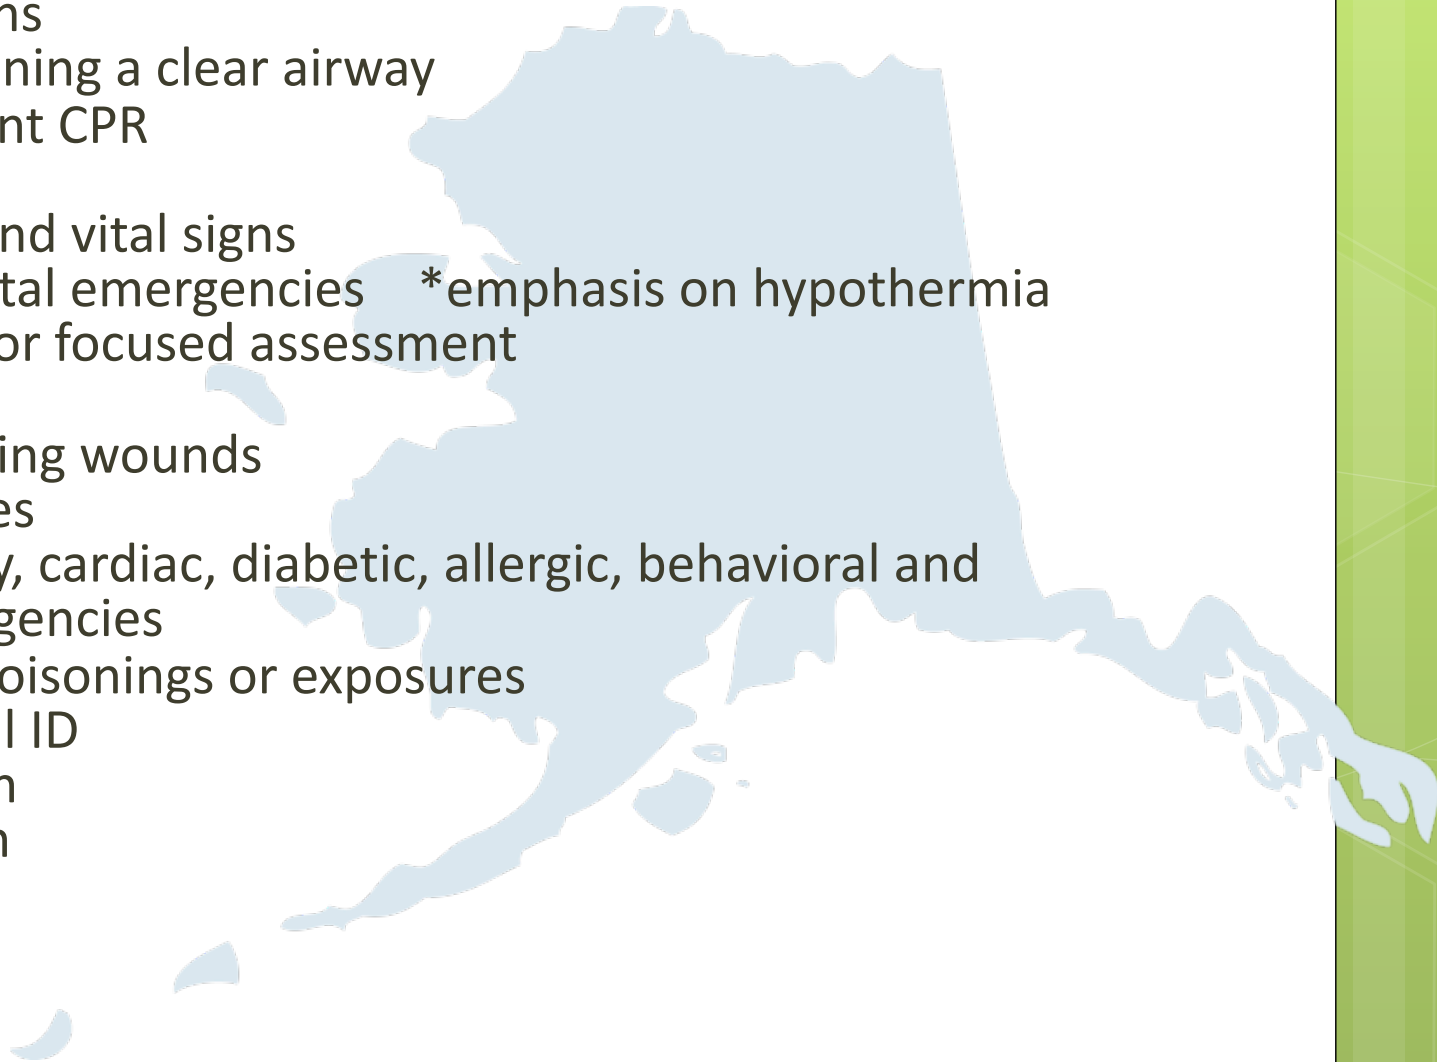 ns
ning a clear airway
nt CPR
nd vital signs
tal emergencies *emphasis on hypothermia
or focused assessment
ing wounds
es
y, cardiac, diabetic, allergic, behavioral and
gencies
oisonings or exposures
l ID
n
n